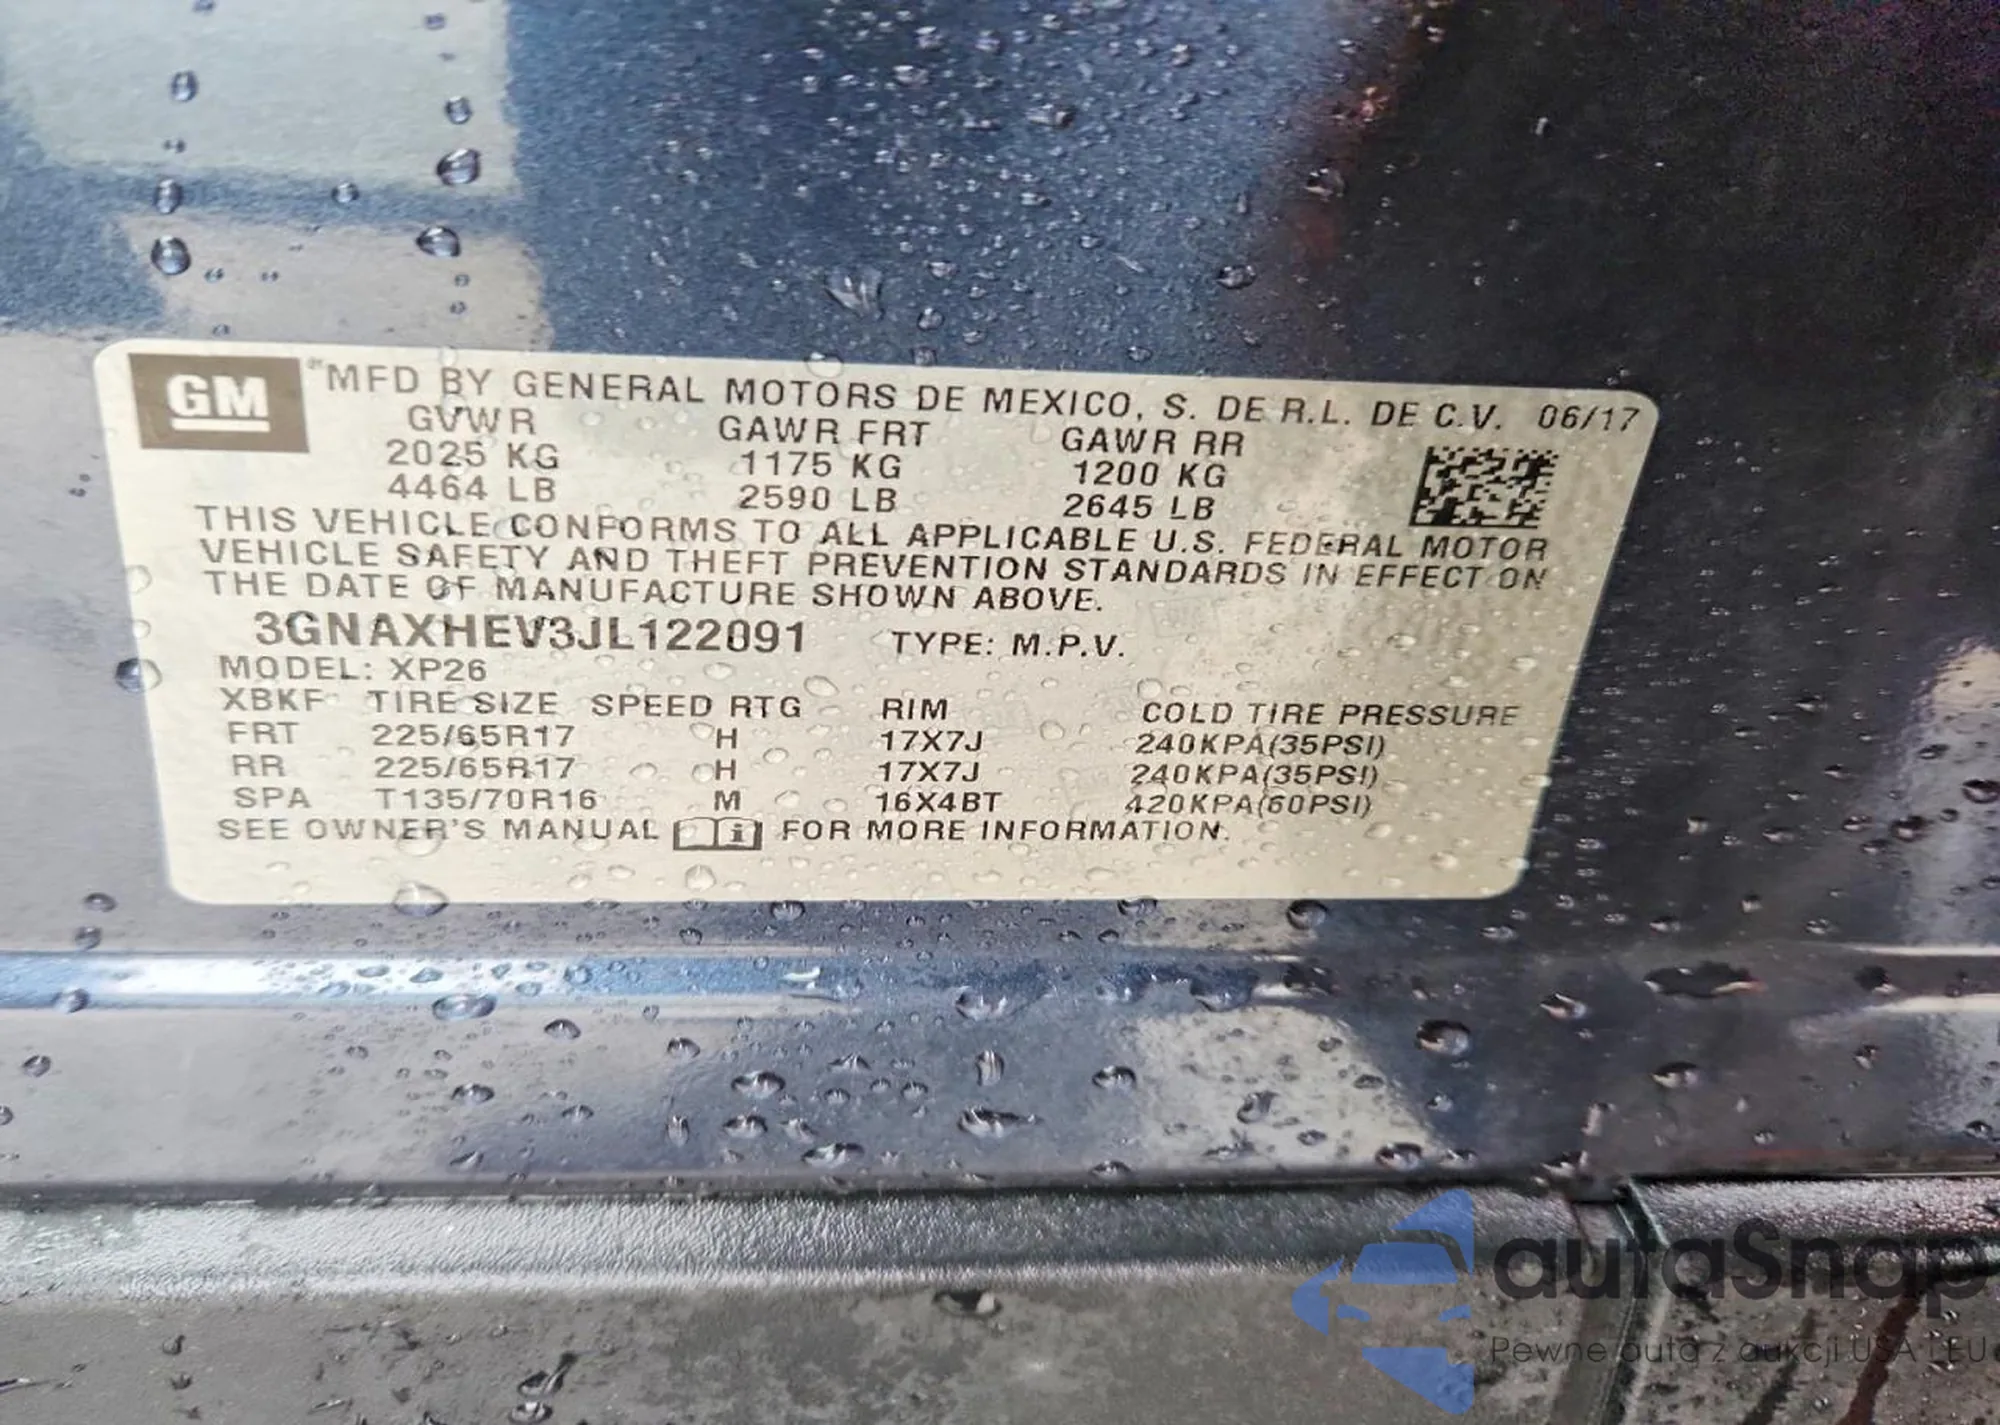 GM
MFD BY GENERAL MOTORS DE MEXICO, S. DE R.L. DE C.V. 06/17
GVWR GAWR FRT GAWR RR
2025 KG 1175 KG 1200 KG
4464 LB 2590 LB 2645 LB
THIS VEHICLE CONFORMS TO ALL APPLICABLE U.S. FEDERAL MOTOR
VEHICLE SAFETY AND THEFT PREVENTION STANDARDS IN EFFECT ON
THE DATE OF MANUFACTURE SHOWN ABOVE.
3GNAXHEV3JL122091 TYPE: M.P.V.
MODEL: XP26
XBKF TIRE SIZE SPEED RTG RIM COLD TIRE PRESSURE
FRT 225/65R17 H 17X7J 240KPA(35PSI)
RR 225/65R17 H 17X7J 240KPA(35PSI)
SPA T135/70R16 M 16X4BT 420KPA(60PSI)
SEE OWNER'S MANUAL i FOR MORE INFORMATION.
autaSnap
Pewne auta z aukcji USA i EU